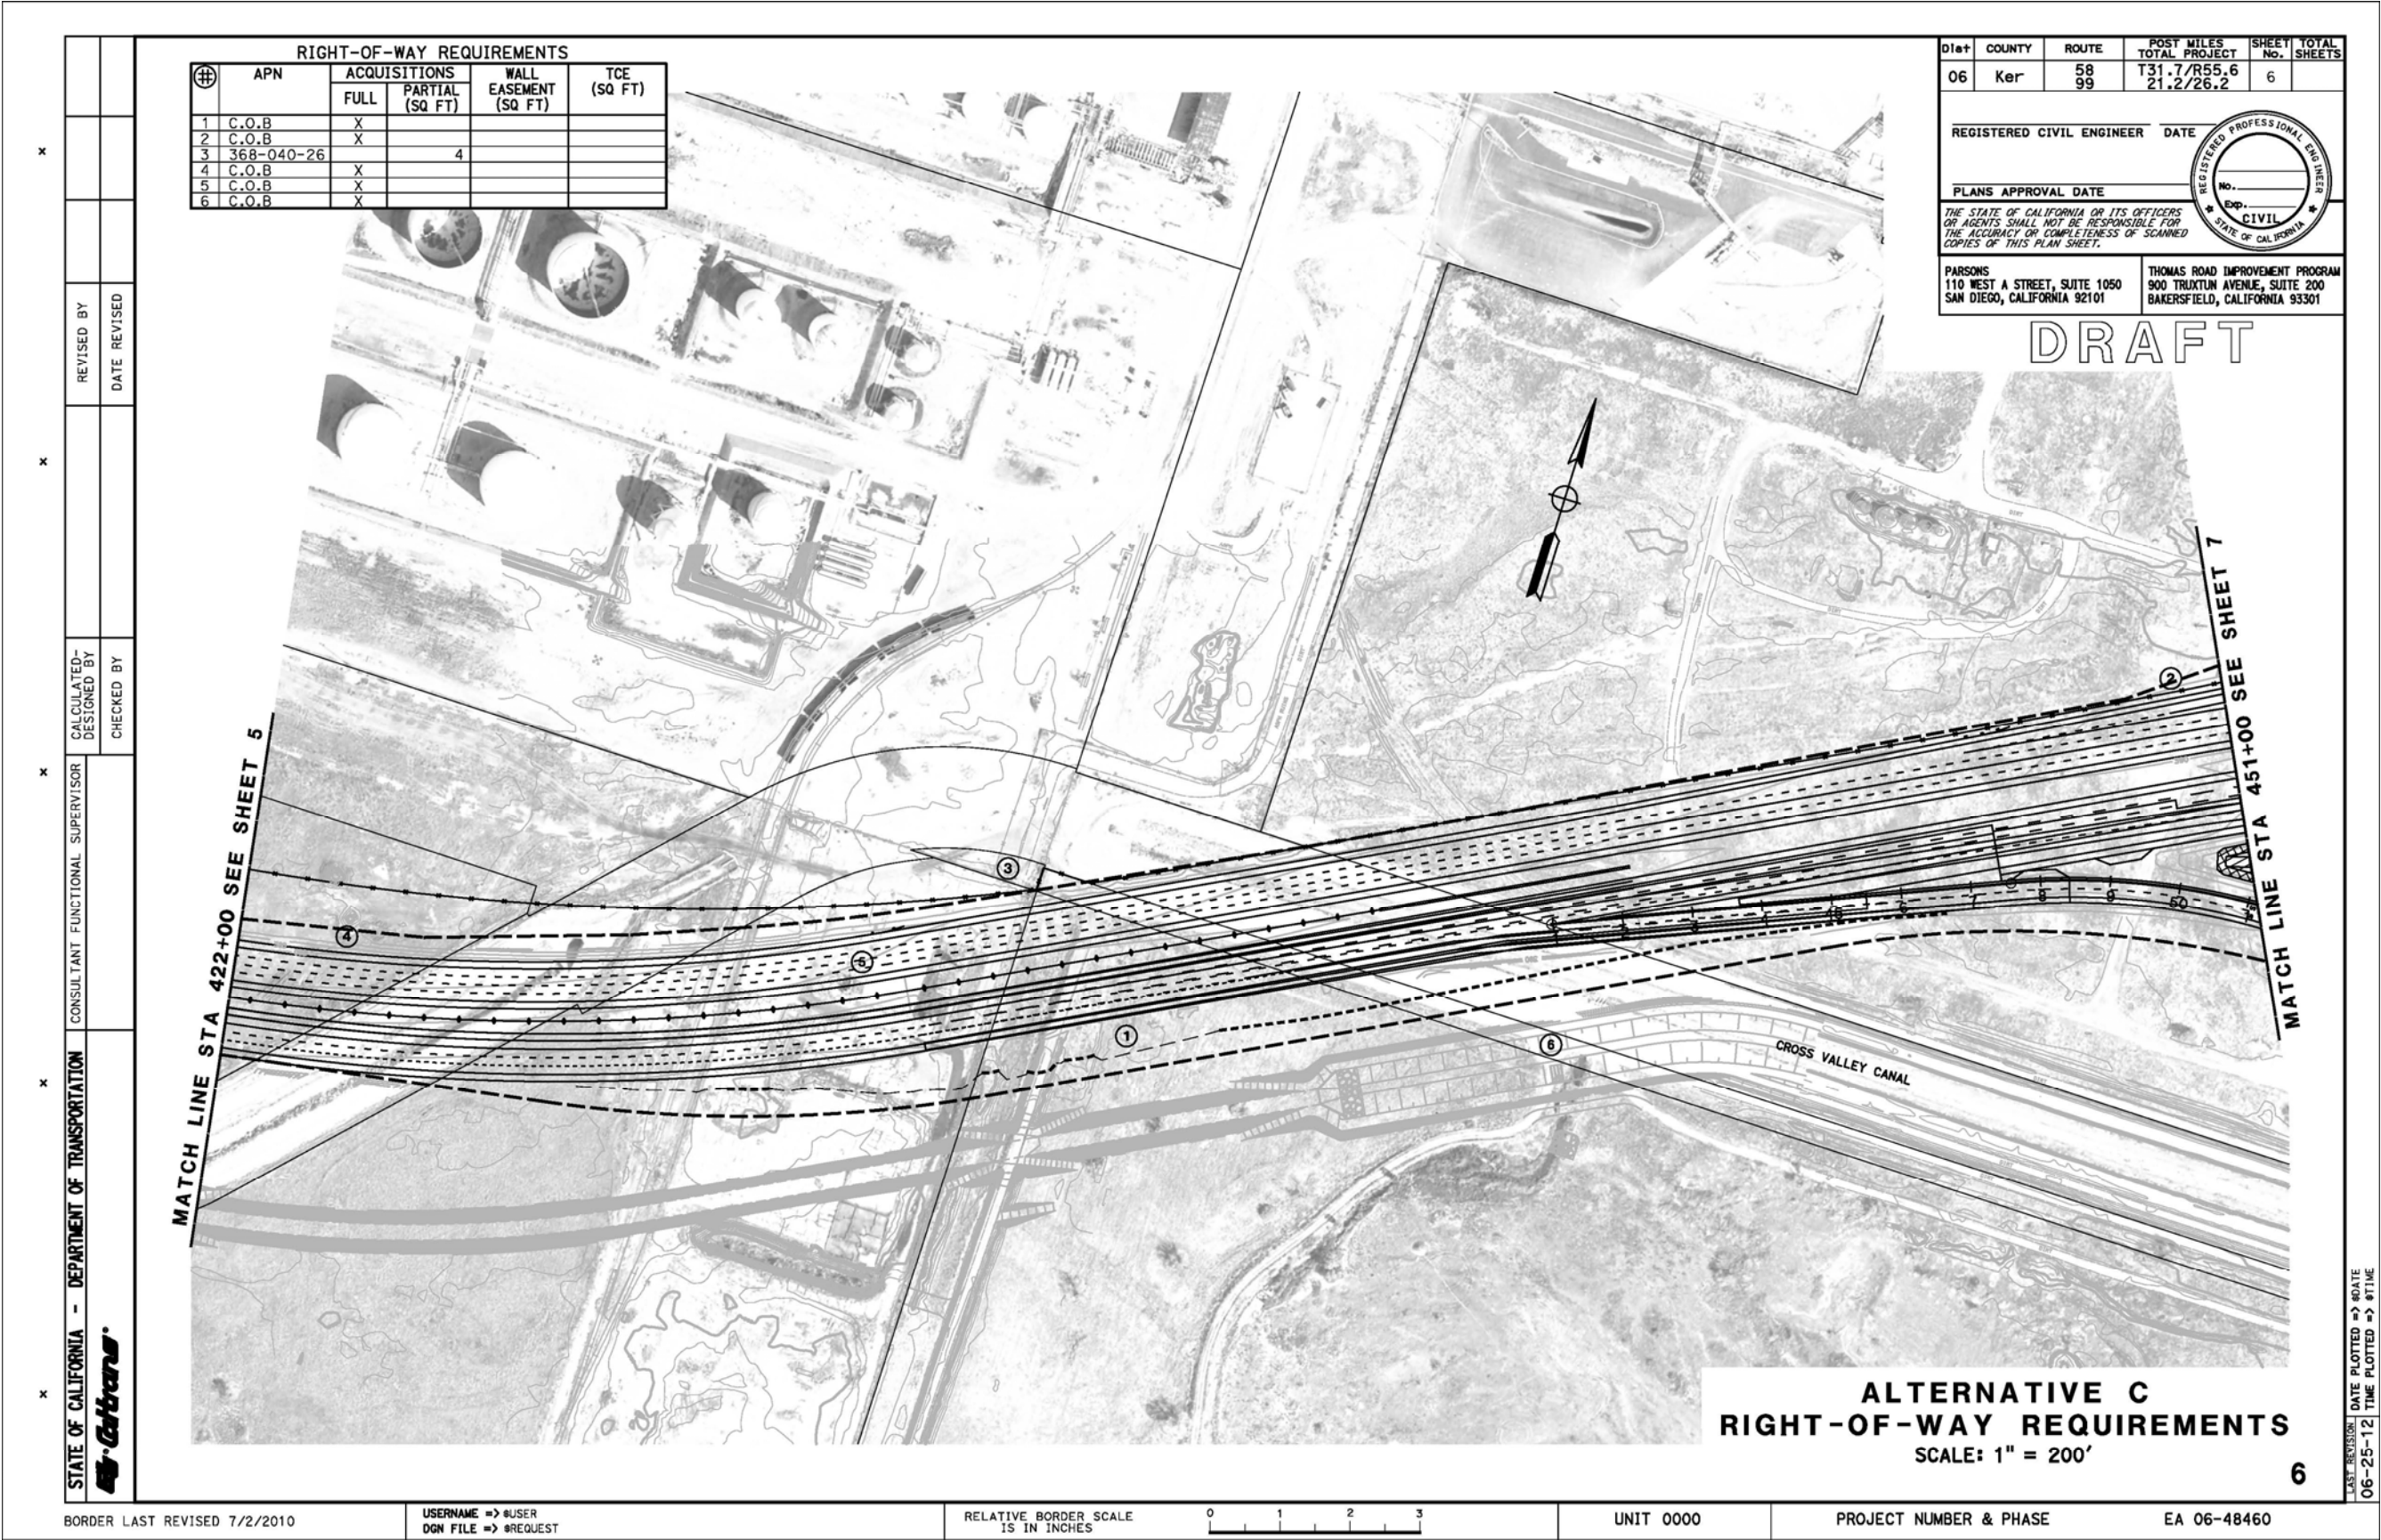 RIGHT-OF-WAY REQUIREMENTS
# APN ACQUISITIONS WALL EASEMENT (SQ FT) TCE (SQ FT)
FULL PARTIAL (SQ FT)
1 C.O.B X
2 C.O.B X
3 368-040-26 4
4 C.O.B X
5 C.O.B X
6 C.O.B X
Dist COUNTY ROUTE POST MILES TOTAL PROJECT SHEET No. TOTAL SHEETS
06 Ker 58 99 T31.7/R55.6 21.2/26.2 6
REGISTERED CIVIL ENGINEER DATE
PLANS APPROVAL DATE
REGISTERED PROFESSIONAL ENGINEER
No.
Exp.
CIVIL
STATE OF CALIFORNIA
THE STATE OF CALIFORNIA OR ITS OFFICERS
OR AGENTS SHALL NOT BE RESPONSIBLE FOR
THE ACCURACY OR COMPLETENESS OF SCANNED
COPIES OF THIS PLAN SHEET.
PARSONS
110 WEST A STREET, SUITE 1050
SAN DIEGO, CALIFORNIA 92101
THOMAS ROAD IMPROVEMENT PROGRAM
900 TRUXTUN AVENUE, SUITE 200
BAKERSFIELD, CALIFORNIA 93301
DRAFT
REVISED BY
DATE REVISED
CALCULATED-
DESIGNED BY
CHECKED BY
CONSULTANT FUNCTIONAL SUPERVISOR
STATE OF CALIFORNIA - DEPARTMENT OF TRANSPORTATION
Caltrans
MATCH LINE STA 422+00 SEE SHEET 5
MATCH LINE STA 451+00 SEE SHEET 7
2
3
4
5
1
6
7
8
9
50
CROSS VALLEY CANAL
ALTERNATIVE C
RIGHT-OF-WAY REQUIREMENTS
SCALE: 1" = 200'
6
LAST REVISION
06-25-12
DATE PLOTTED => $DATE
TIME PLOTTED => $TIME
BORDER LAST REVISED 7/2/2010
USERNAME => $USER
DGN FILE => $REQUEST
RELATIVE BORDER SCALE
IS IN INCHES
0 1 2 3
UNIT 0000
PROJECT NUMBER & PHASE
EA 06-48460